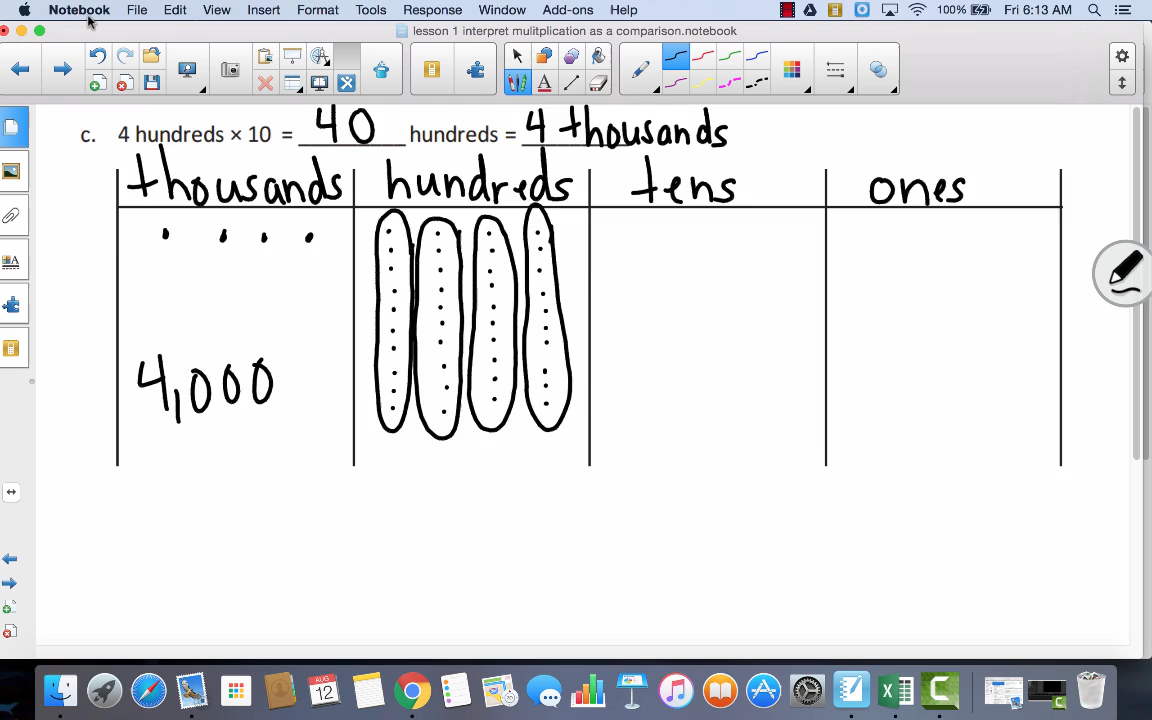 Notebook File Edit View Insert Format Tools Response Window Add-ons Help 100% Fri 6:13 AM
lesson 1 interpret mulitplication as a comparison.notebook
c. 4 hundreds × 10 = 40 hundreds = 4 thousands
thousands hundreds tens ones
4,000